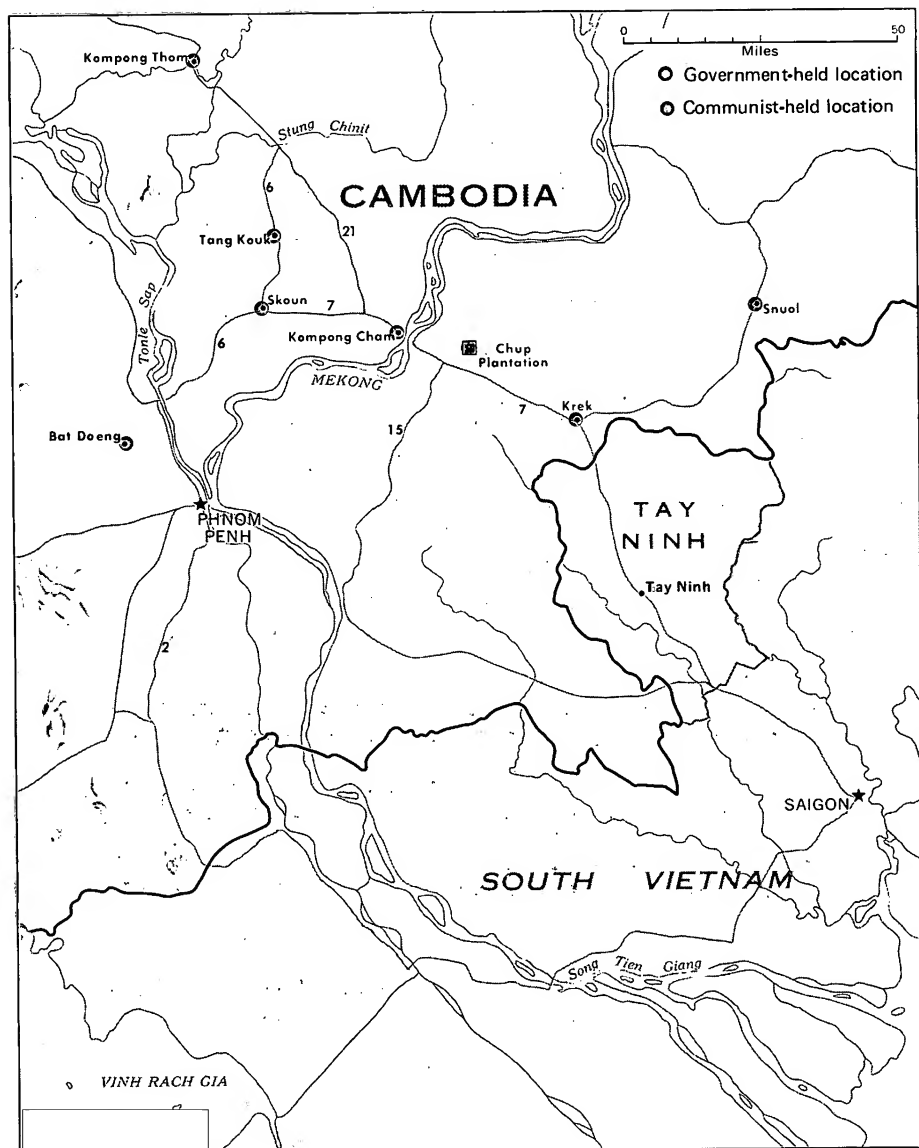 0 50
Miles
Government-held location
Communist-held location
Kompong Thom
Stung Chinit
CAMBODIA
6
Tang Kouk
21
Tonle Sap
Skoun
7
6
Kompong Cham
Chup
Plantation
Snuol
MEKONG
Krek
7
15
Bat Doeng
PHNOM
PENH
TAY
NINH
Tay Ninh
2
SAIGON
SOUTH VIETNAM
Song Tien Giang
VINH RACH GIA